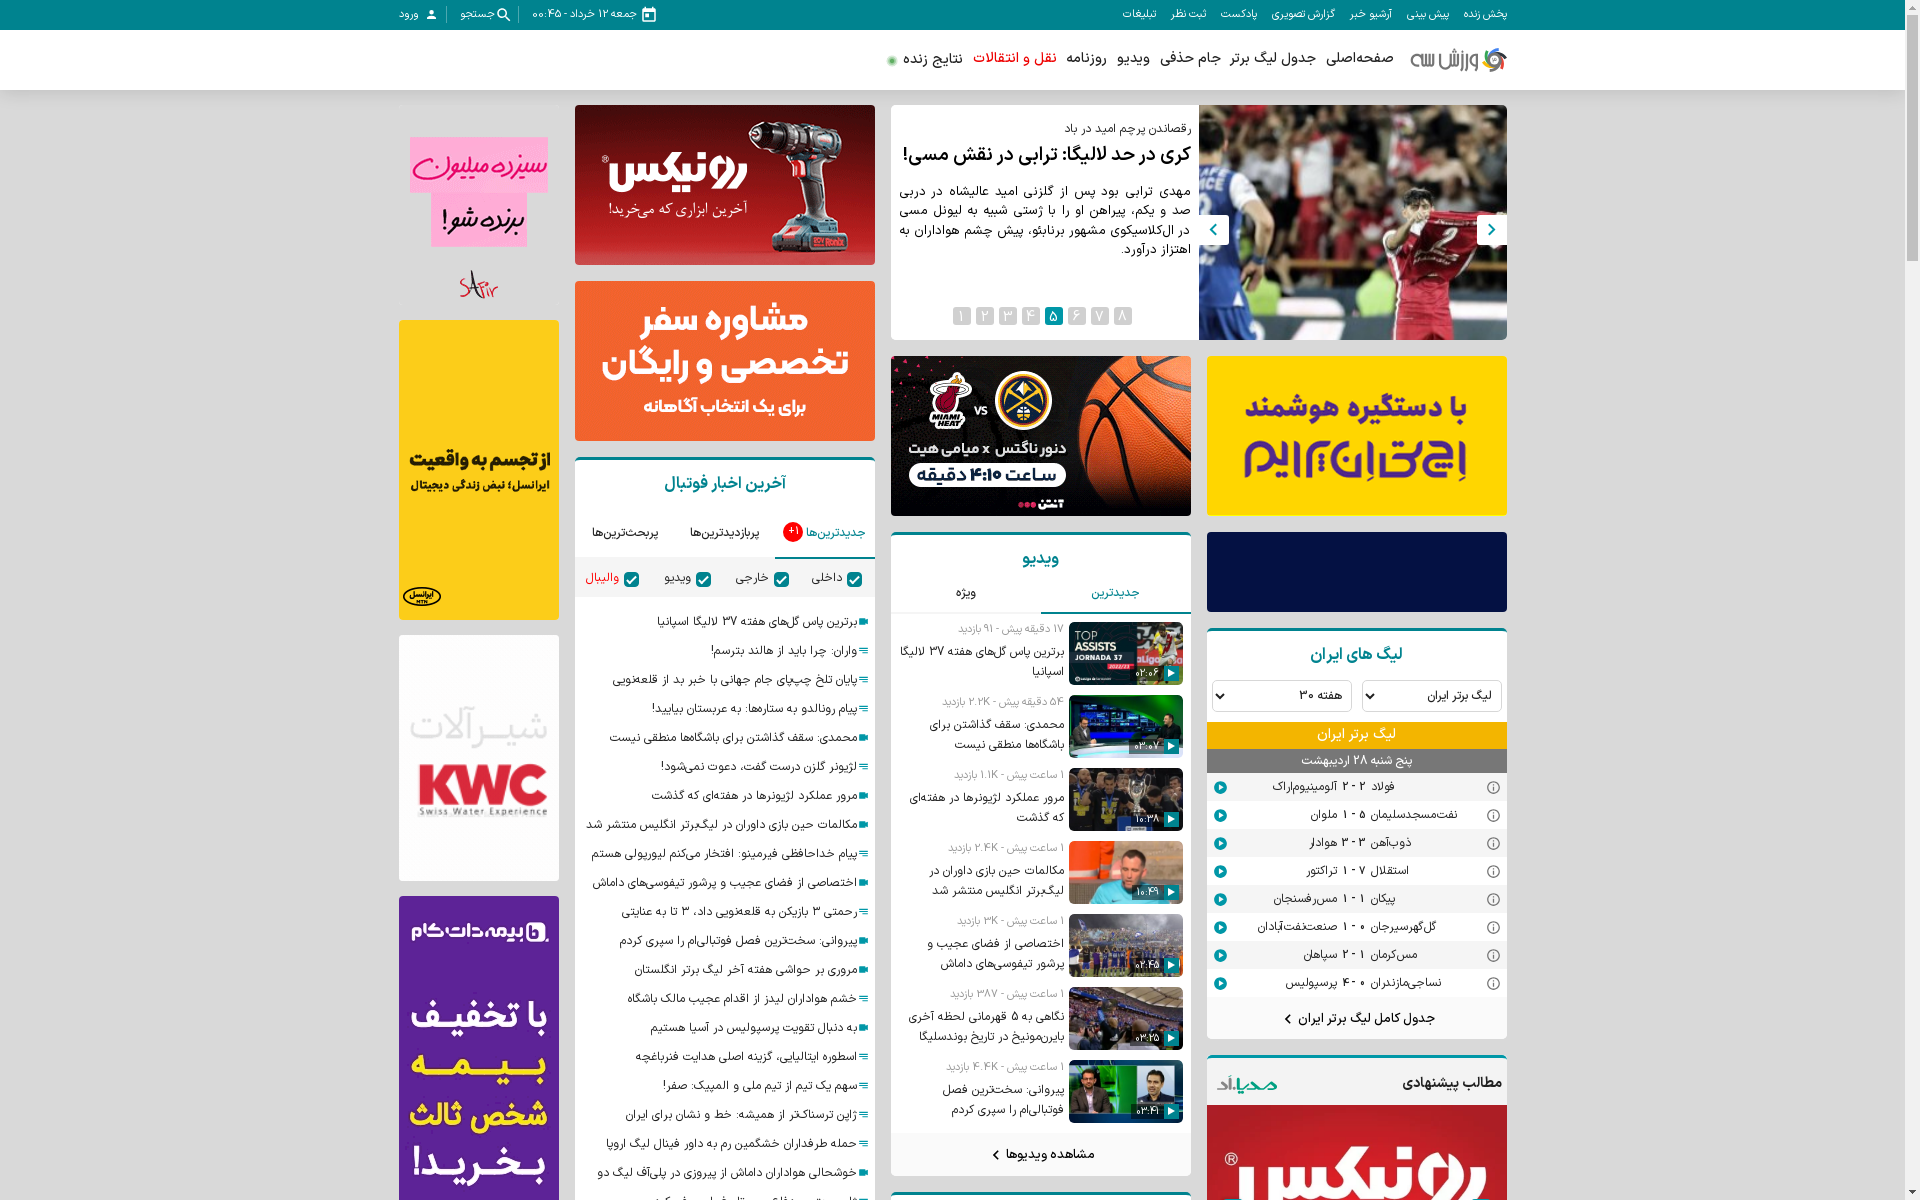 پخش زنده
پیش بینی
آرشیو خبر
گزارش تصویری
پادکست
ثبت نظر
تبلیغات
جمعه ۱۲ خرداد - ۰۰:۴۵
جستجو
ورود
ورزش سه
صفحه‌اصلی
جدول لیگ برتر
جام حذفی
ویدیو
روزنامه
نقل و انتقالات
نتایج زنده
رقصاندن پرچم امید در باد
کری در حد لالیگا: ترابی در نقش مسی!
مهدی ترابی بود پس از گلزنی امید عالیشاه در دربی
صد و یکم، پیراهن او را با ژستی شبیه به لیونل مسی
در ال‌کلاسیکوی مشهور برنابئو، پیش چشم هواداران به
اهتزاز درآورد.
۸
۷
۶
۵
۴
۳
۲
۱
رونیکس®
آخرین ابزاری که می‌خرید!
مشاوره سفر
تخصصی و رایگان
برای یک انتخاب آگاهانه
سیزده میلیون
برنده شو!
SAFir
با دستگیره هوشمند
MIAMI HEAT
VS
دنور ناگتس x میامی هیت
ساعت ۴:۱۰ دقیقه
آنتن
از تجسم به واقعیت
ایرانسل؛ نبض زندگی دیجیتال
ایرانسل
MTN
شیرآلات
KWC
Swiss Water Experience
بیمه دات کام
با تخفیف
بیمه
شخص ثالث
بخرید!
لیگ های ایران
لیگ برتر ایران
هفته ۳۰
لیگ برتر ایران
پنج شنبه ۲۸ اردیبهشت
فولاد ۲ - ۲ آلومینیوم‌اراک
نفت‌مسجدسلیمان ۵ - ۱ ملوان
ذوب‌آهن ۳ - ۳ هوادار
استقلال ۷ - ۱ تراکتور
پیکان ۱ - ۱ مس‌رفسنجان
گل‌گهرسیرجان ۰ - ۱ صنعت‌نفت‌آبادان
مس‌کرمان ۱ - ۲ سپاهان
نساجی‌مازندران ۰ - ۴ پرسپولیس
جدول کامل لیگ برتر ایران
مطالب پیشنهادی
مدیااَد
رونیکس®
ویدیو
جدیدترین
ویژه
TOP
ASSISTS
JORNADA 37
۰۲:۰۶
۱۷ دقیقه پیش - ۹۱ بازدید
برترین پاس گل‌های هفته ۳۷ لالیگا
اسپانیا
۰۳:۰۷
۵۴ دقیقه پیش - ۲.۲K بازدید
محمدی: سقف گذاشتن برای
باشگاه‌ها منطقی نیست
۱۰:۳۸
۱ ساعت پیش - ۱.۱K بازدید
مرور عملکرد لژیونرها در هفته‌ای
که گذشت
۱۰:۴۹
۱ ساعت پیش - ۲.۴K بازدید
مکالمات حین بازی داوران در
لیگ‌برتر انگلیس منتشر شد
۰۲:۴۵
۱ ساعت پیش - ۳K بازدید
اختصاصی از فضای عجیب و
پرشور تیفوسی‌های داماش
۰۳:۲۵
۱ ساعت پیش - ۳۸۷ بازدید
نگاهی به ۵ قهرمانی لحظه آخری
بایرن‌مونیخ در تاریخ بوندسلیگا
۰۳:۴۱
۱ ساعت پیش - ۴.۴K بازدید
پیروانی: سخت‌ترین فصل
فوتبالی‌ام را سپری کردم
مشاهده ویدیوها
آخرین اخبار فوتبال
جدیدترین‌ها
+۱
پربازدیدترین‌ها
پربحث‌ترین‌ها
داخلی
خارجی
ویدیو
والیبال
برترین پاس گل‌های هفته ۳۷ لالیگا اسپانیا
واران: چرا باید از هالند بترسم!
پایان تلخ چپ‌پای جام جهانی با خبر بد از قلعه‌نویی
پیام رونالدو به ستاره‌ها: به عربستان بیایید!
محمدی: سقف گذاشتن برای باشگاه‌ها منطقی نیست
لژیونر گلزن درست گفت، دعوت نمی‌شود!
مرور عملکرد لژیونرها در هفته‌ای که گذشت
مکالمات حین بازی داوران در لیگ‌برتر انگلیس منتشر شد
پیام خداحافظی فیرمینو: افتخار می‌کنم لیورپولی هستم
اختصاصی از فضای عجیب و پرشور تیفوسی‌های داماش
رحمتی ۳ بازیکن به قلعه‌نویی داد، ۳ تا به عنایتی
پیروانی: سخت‌ترین فصل فوتبالی‌ام را سپری کردم
مروری بر حواشی هفته آخر لیگ برتر انگلستان
خشم هواداران لیدز از اقدام عجیب مالک باشگاه
به دنبال تقویت پرسپولیس در آسیا هستیم
اسطوره ایتالیایی، گزینه اصلی هدایت فنرباغچه
سهم یک تیم از تیم ملی و المپیک: صفر!
ژاپن ترسناک‌تر از همیشه: خط و نشان برای ایران
حمله طرفداران خشمگین رم به داور فینال لیگ اروپا
خوشحالی هواداران داماش از پیروزی در پلی‌آف لیگ دو